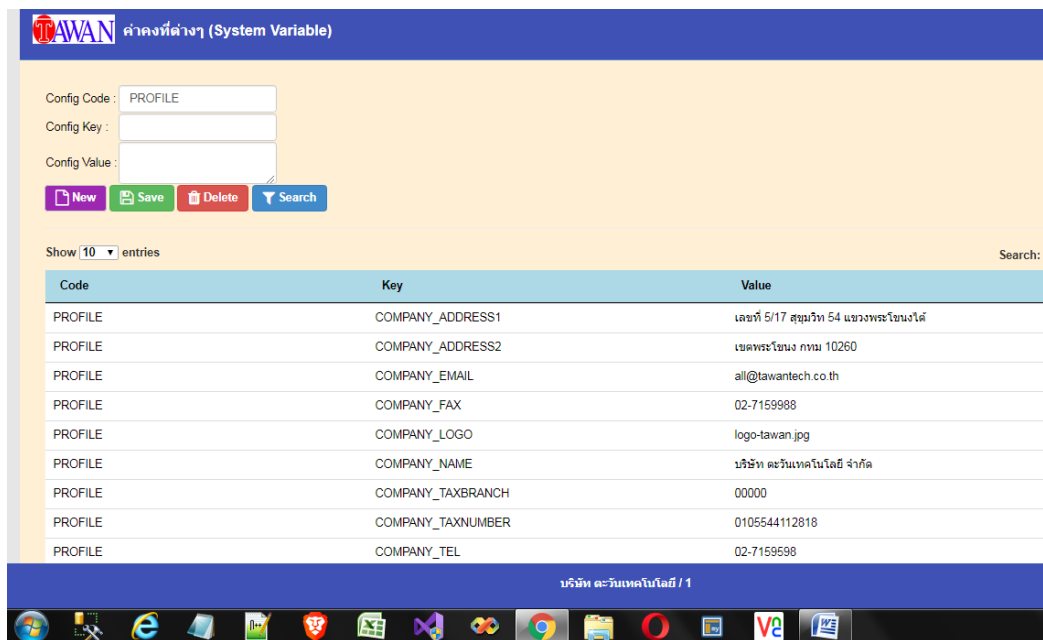 TAWAN ค่าคงที่ต่างๆ (System Variable)
Config Code : PROFILE
Config Key :
Config Value :
New Save Delete Search
Show 10 entries Search:
Code Key Value
PROFILE COMPANY_ADDRESS1 เลขที่ 5/17 สุขุมวิท 54 แขวงพระโขนงใต้
PROFILE COMPANY_ADDRESS2 เขตพระโขนง กทม 10260
PROFILE COMPANY_EMAIL all@tawantech.co.th
PROFILE COMPANY_FAX 02-7159988
PROFILE COMPANY_LOGO logo-tawan.jpg
PROFILE COMPANY_NAME บริษัท ตะวันเทคโนโลยี จำกัด
PROFILE COMPANY_TAXBRANCH 00000
PROFILE COMPANY_TAXNUMBER 0105544112818
PROFILE COMPANY_TEL 02-7159598
บริษัท ตะวันเทคโนโลยี / 1